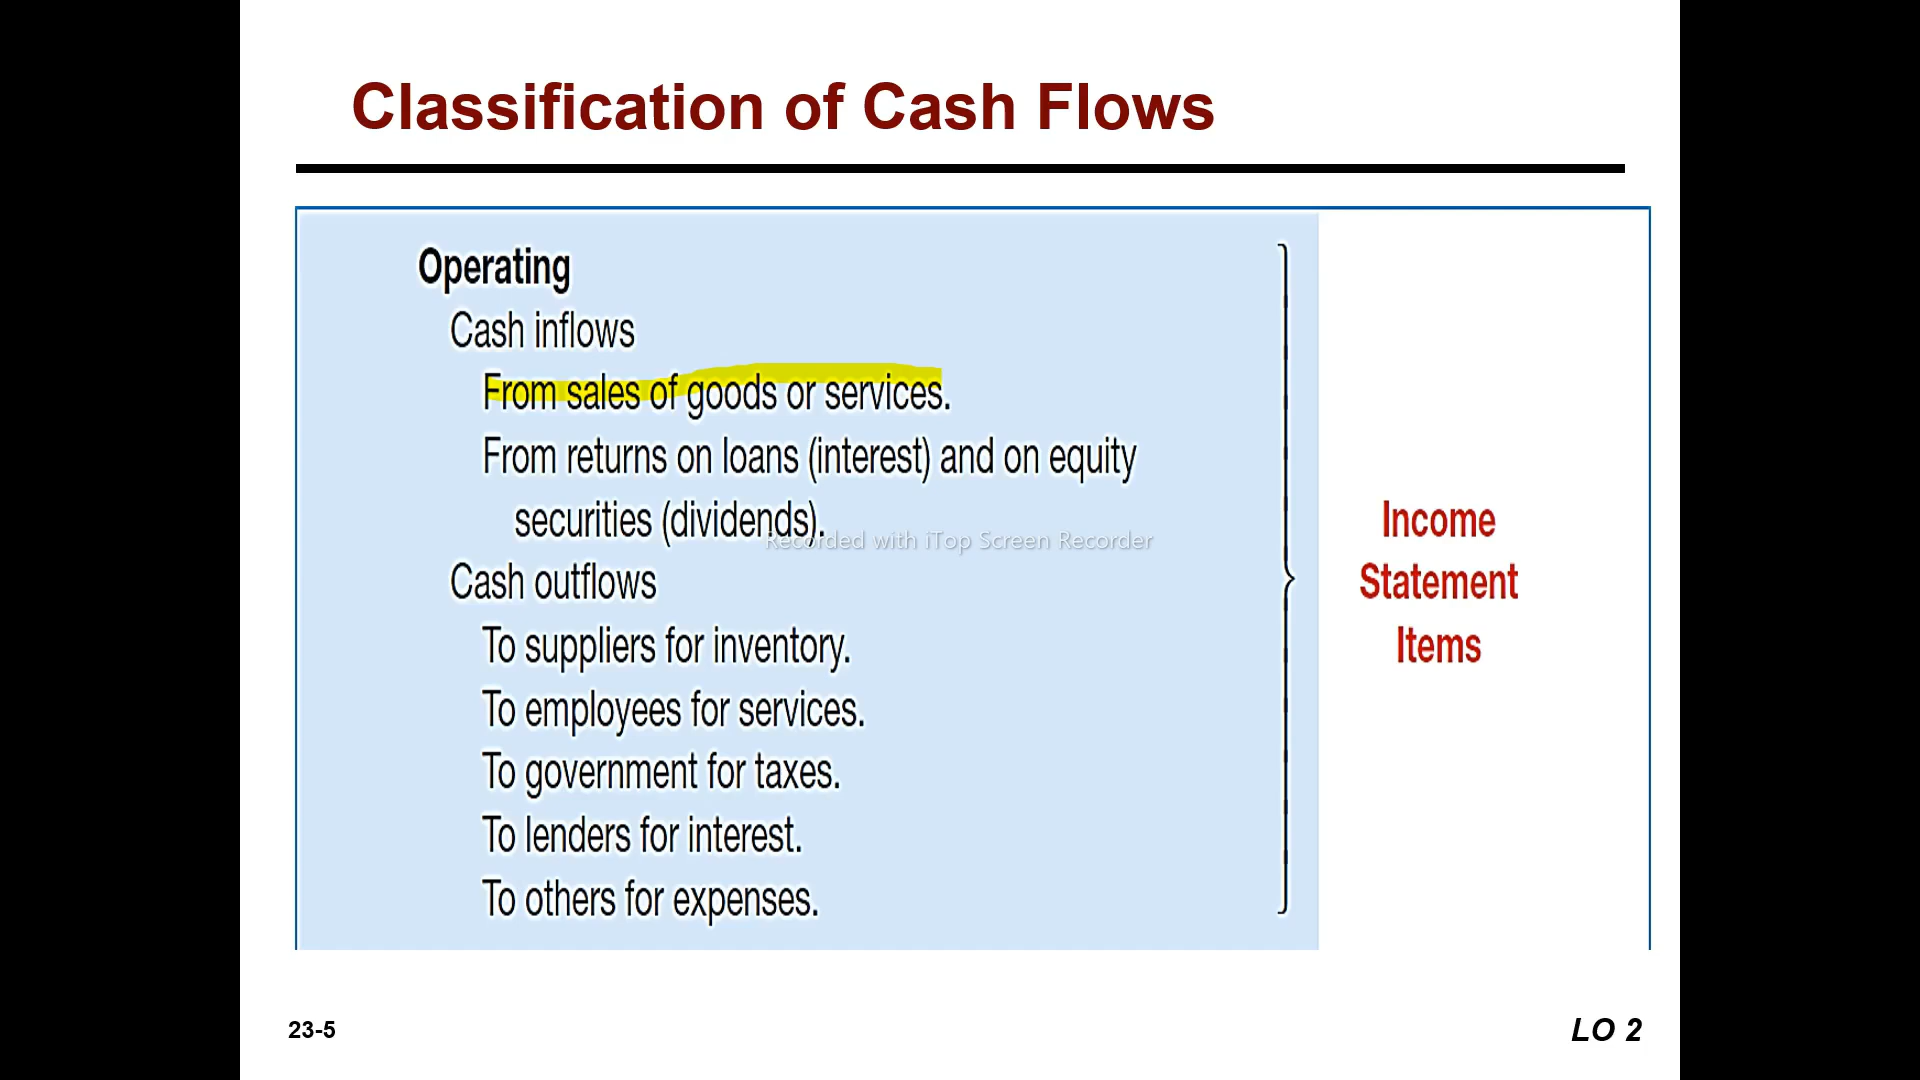 Classification of Cash Flows
Operating
Cash inflows
From sales of goods or services.
From returns on loans (interest) and on equity
securities (dividends).
Recorded with iTop Screen Recorder
Cash outflows
To suppliers for inventory.
To employees for services.
To government for taxes.
To lenders for interest.
To others for expenses.
Income
Statement
Items
23-5
LO 2